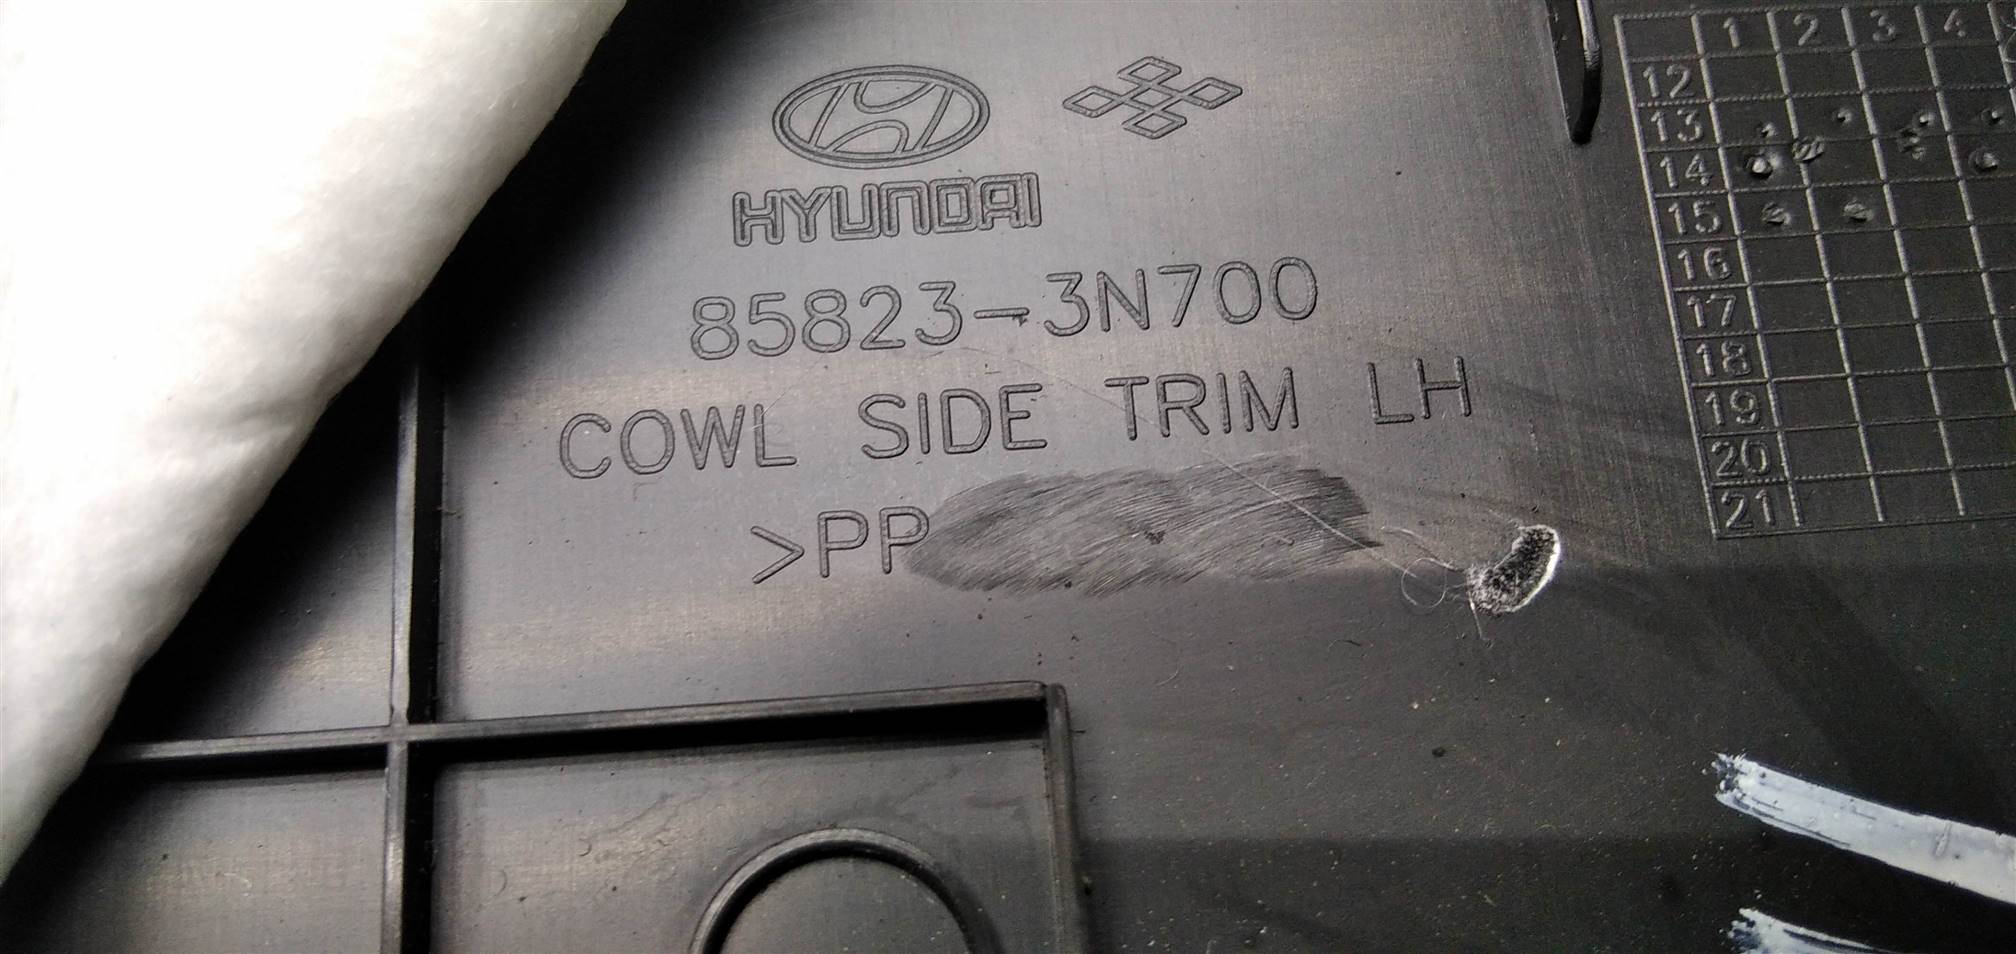 HYUNDAI
85823-3N700
COWL SIDE TRIM LH
>PP
1 2 3 4
12
13
14
15
16
17
18
19
20
21